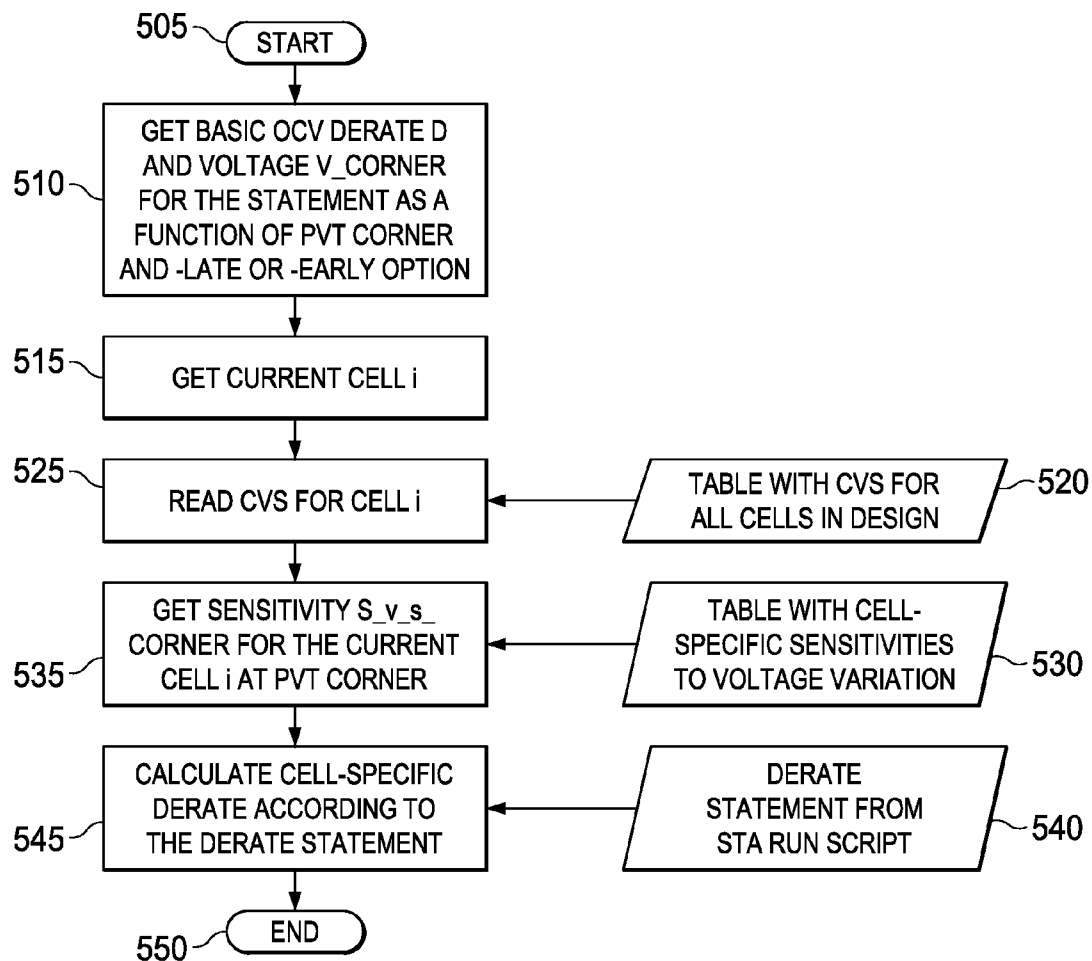 505
START
510
GET BASIC OCV DERATE D
AND VOLTAGE V_CORNER
FOR THE STATEMENT AS A
FUNCTION OF PVT CORNER
AND -LATE OR -EARLY OPTION
515
GET CURRENT CELL i
525
READ CVS FOR CELL i
TABLE WITH CVS FOR
ALL CELLS IN DESIGN
520
535
GET SENSITIVITY S_v_s_
CORNER FOR THE CURRENT
CELL i AT PVT CORNER
TABLE WITH CELL-
SPECIFIC SENSITIVITIES
TO VOLTAGE VARIATION
530
545
CALCULATE CELL-SPECIFIC
DERATE ACCORDING TO
THE DERATE STATEMENT
DERATE
STATEMENT FROM
STA RUN SCRIPT
540
550
END